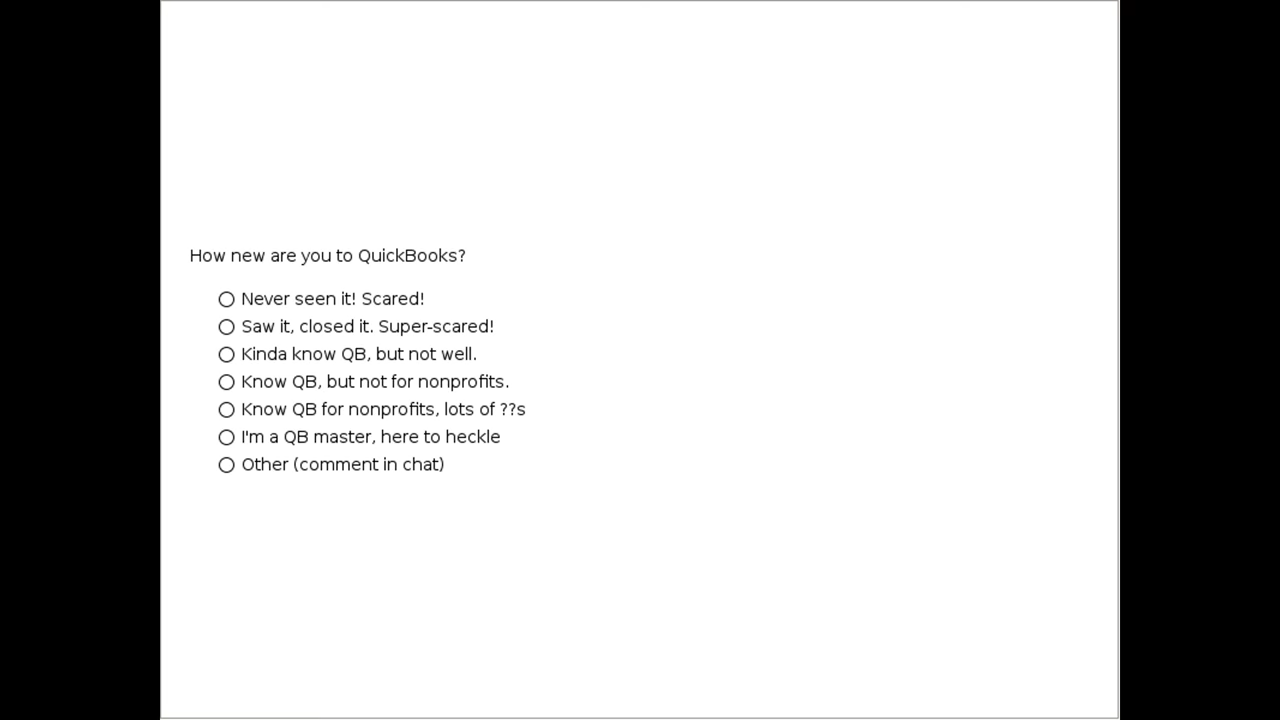 How new are you to QuickBooks?
Never seen it! Scared!
Saw it, closed it. Super-scared!
Kinda know QB, but not well.
Know QB, but not for nonprofits.
Know QB for nonprofits, lots of ??s
I'm a QB master, here to heckle
Other (comment in chat)